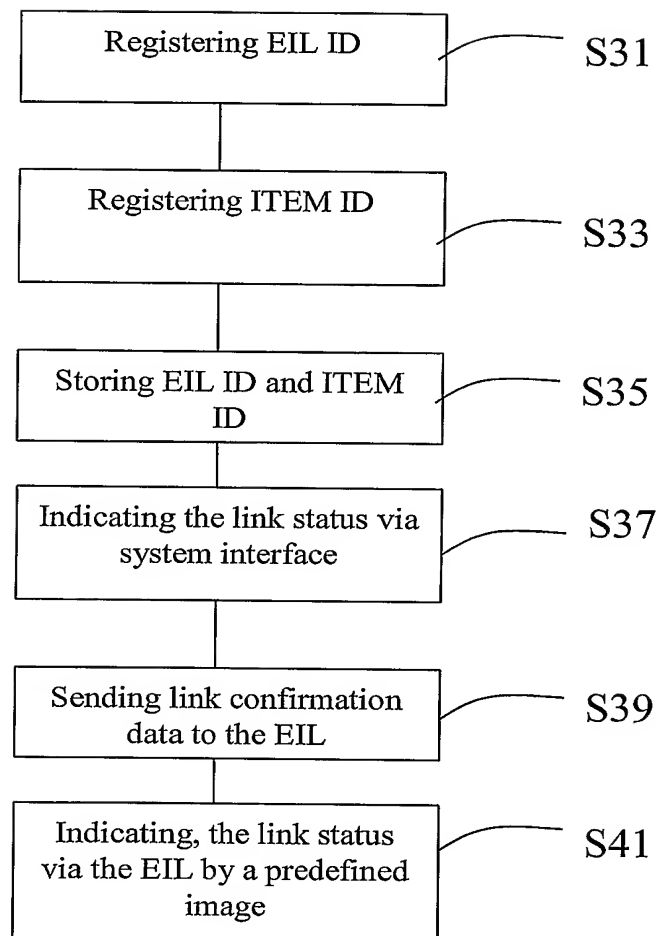 Registering EIL ID
S31
Registering ITEM ID
S33
Storing EIL ID and ITEM
ID
S35
Indicating the link status via
system interface
S37
Sending link confirmation
data to the EIL
S39
Indicating, the link status
via the EIL by a predefined
image
S41